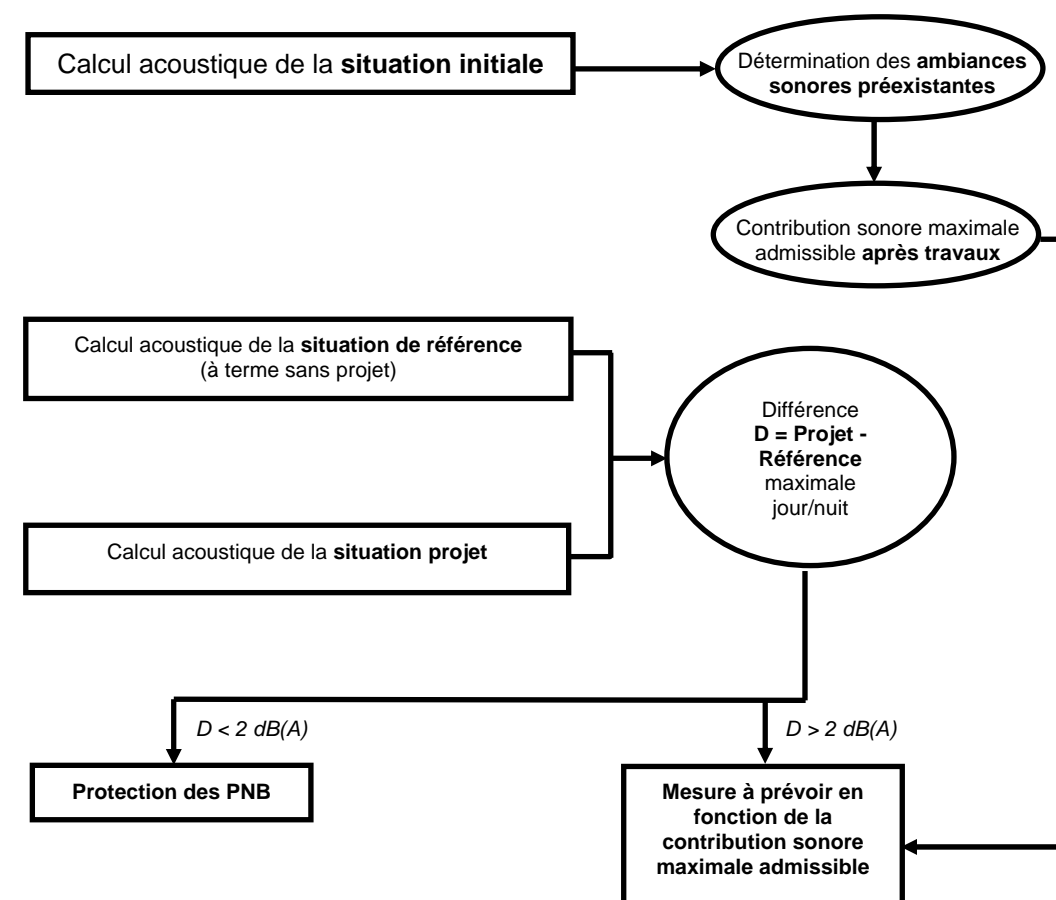 Calcul acoustique de la situation initiale
Détermination des ambiances
sonores préexistantes
Contribution sonore maximale
admissible après travaux
Calcul acoustique de la situation de référence
(à terme sans projet)
Différence
D = Projet -
Référence
maximale
jour/nuit
Calcul acoustique de la situation projet
D < 2 dB(A)
D > 2 dB(A)
Protection des PNB
Mesure à prévoir en
fonction de la
contribution sonore
maximale admissible